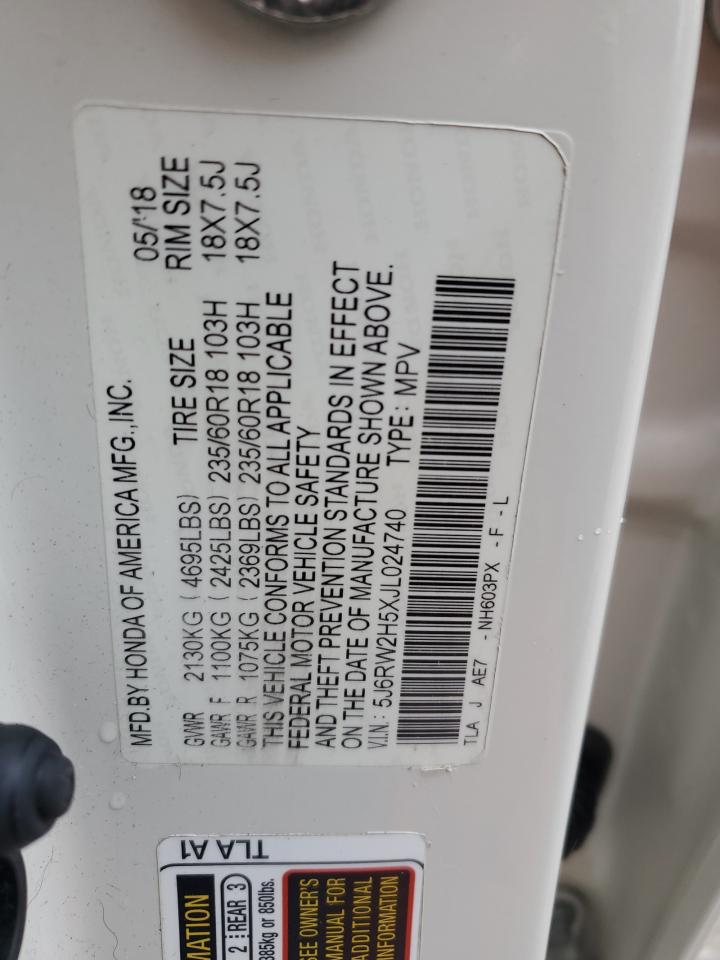 MFD.BY HONDA OF AMERICA MFG.,INC. 05/18
TIRE SIZE RIM SIZE
GVWR 2130KG ( 4695LBS)
GAWR F 1100KG ( 2425LBS) 235/60R18 103H 18X7.5J
GAWR R 1075KG ( 2369LBS) 235/60R18 103H 18X7.5J
THIS VEHICLE CONFORMS TO ALL APPLICABLE
FEDERAL MOTOR VEHICLE SAFETY
AND THEFT PREVENTION STANDARDS IN EFFECT
ON THE DATE OF MANUFACTURE SHOWN ABOVE.
V.I.N.: 5J6RW2H5XJL024740 TYPE: MPV
TLA J AE7 - NH603PX - F - L
TLA A1
MATION
2 REAR 3
385kg or 850lbs.
SEE OWNER'S
MANUAL FOR
ADDITIONAL
INFORMATION